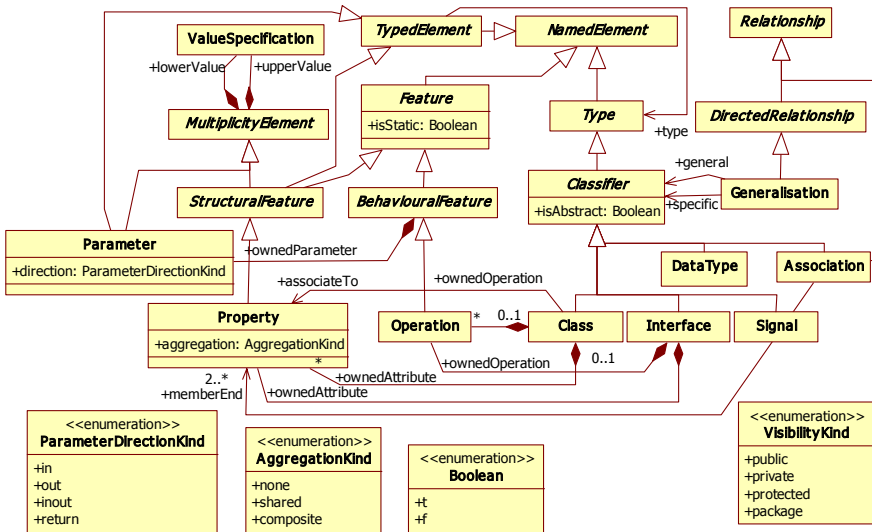 TypedElement
NamedElement
Relationship
ValueSpecification
+lowerValue
+upperValue
Feature
+isStatic: Boolean
MultiplicityElement
Type
+type
DirectedRelationship
+general
Classifier
+isAbstract: Boolean
+specific
Generalisation
StructuralFeature
BehaviouralFeature
Parameter
+direction: ParameterDirectionKind
+ownedParameter
DataType
Association
+associateTo
+ownedOperation
Property
+aggregation: AggregationKind
*
Operation
*
0..1
Class
Interface
Signal
+ownedOperation
0..1
+ownedAttribute
2..*
+memberEnd
+ownedAttribute
<<enumeration>>
ParameterDirectionKind
+in
+out
+inout
+return
<<enumeration>>
AggregationKind
+none
+shared
+composite
<<enumeration>>
Boolean
+t
+f
<<enumeration>>
VisibilityKind
+public
+private
+protected
+package